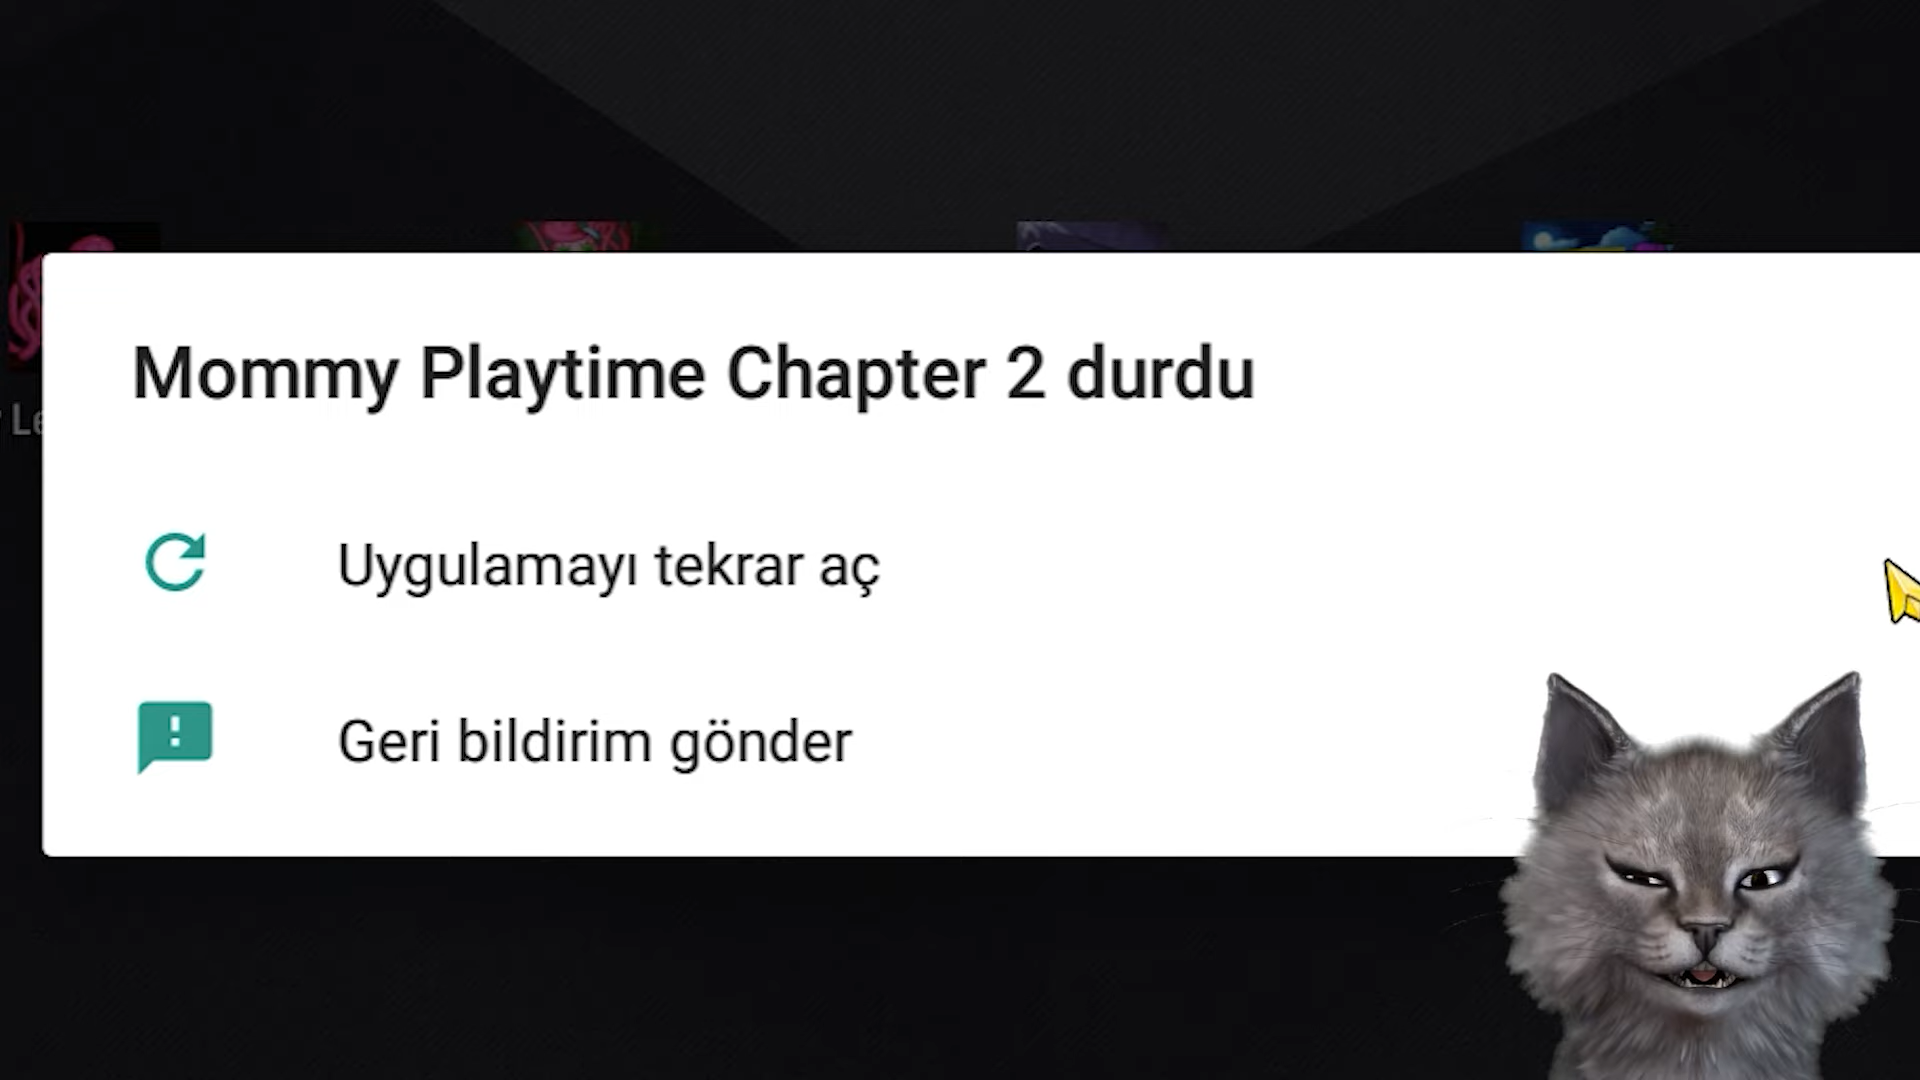 Mommy Playtime Chapter 2 durdu
Uygulamayı tekrar aç
Geri bildirim gönder